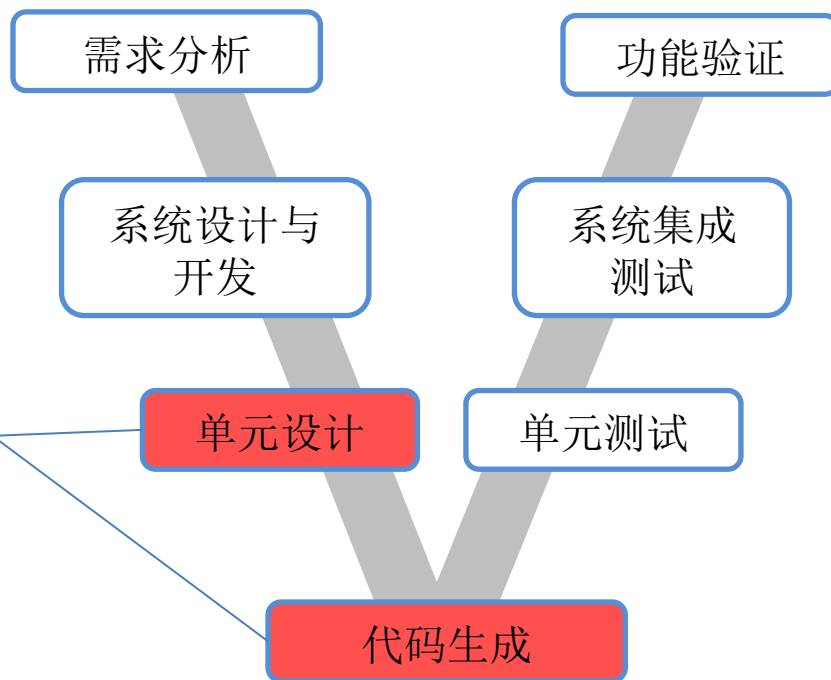 需求分析
功能验证
系统设计与
开发
系统集成
测试
单元设计
单元测试
代码生成